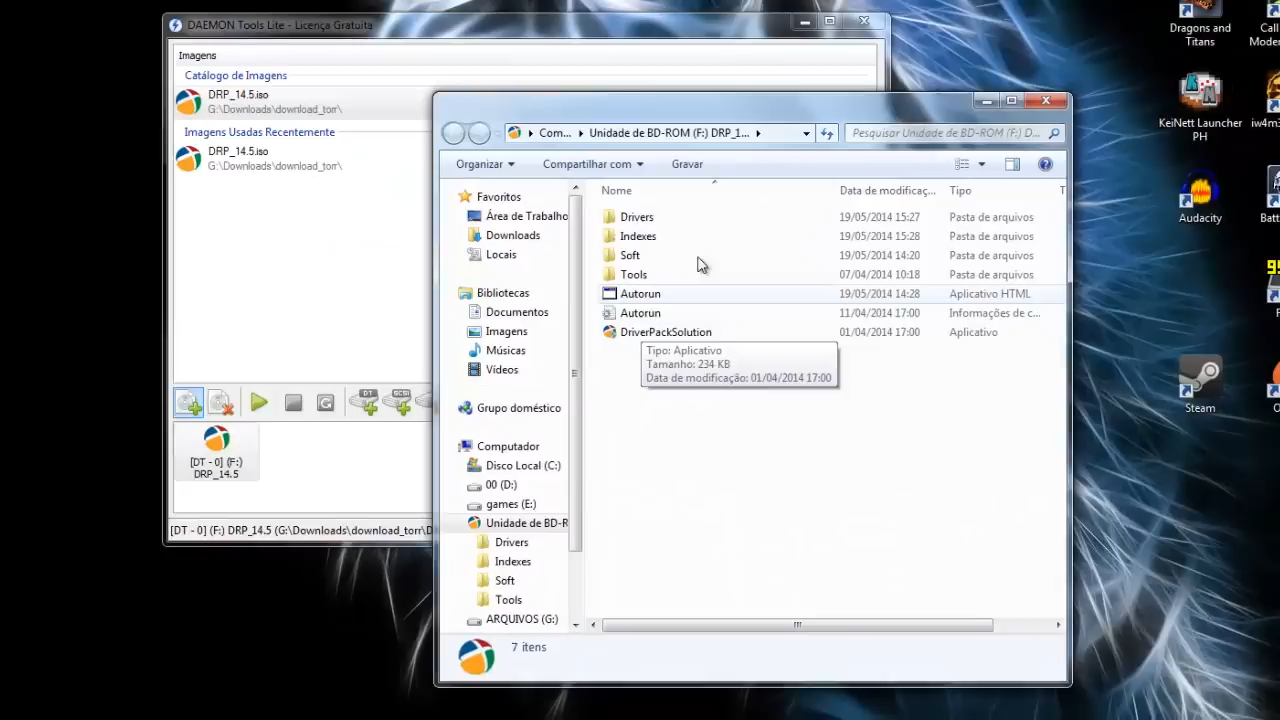 DAEMON Tools Lite - Licença Gratuita
Imagens
Catálogo de Imagens
DRP_14.5.iso
G:\Downloads\download_torr\
Imagens Usadas Recentemente
DRP_14.5.iso
G:\Downloads\download_torr\
DT
SCSI
[DT - 0] (F:)
DRP_14.5
[DT - 0] (F:) DRP_14.5 (G:\Downloads\download_torr\D
Com...
Unidade de BD-ROM (F:) DRP_1...
Pesquisar Unidade de BD-ROM (F:) D...
Organizar
Compartilhar com
Gravar
Favoritos
Área de Trabalho
Downloads
Locais
Bibliotecas
Documentos
Imagens
Músicas
Vídeos
Grupo doméstico
Computador
Disco Local (C:)
00 (D:)
games (E:)
Unidade de BD-R
Drivers
Indexes
Soft
Tools
ARQUIVOS (G:)
Nome Data de modificaç... Tipo T
Drivers 19/05/2014 15:27 Pasta de arquivos
Indexes 19/05/2014 15:28 Pasta de arquivos
Soft 19/05/2014 14:20 Pasta de arquivos
Tools 07/04/2014 10:18 Pasta de arquivos
Autorun 19/05/2014 14:28 Aplicativo HTML
Autorun 11/04/2014 17:00 Informações de c...
DriverPackSolution 01/04/2014 17:00 Aplicativo
Tipo: Aplicativo
Tamanho: 234 KB
Data de modificação: 01/04/2014 17:00
7 itens
Dragons and
Titans
Call
Moder
KeiNett Launcher
PH
iw4m
Audacity
Batt
Steam